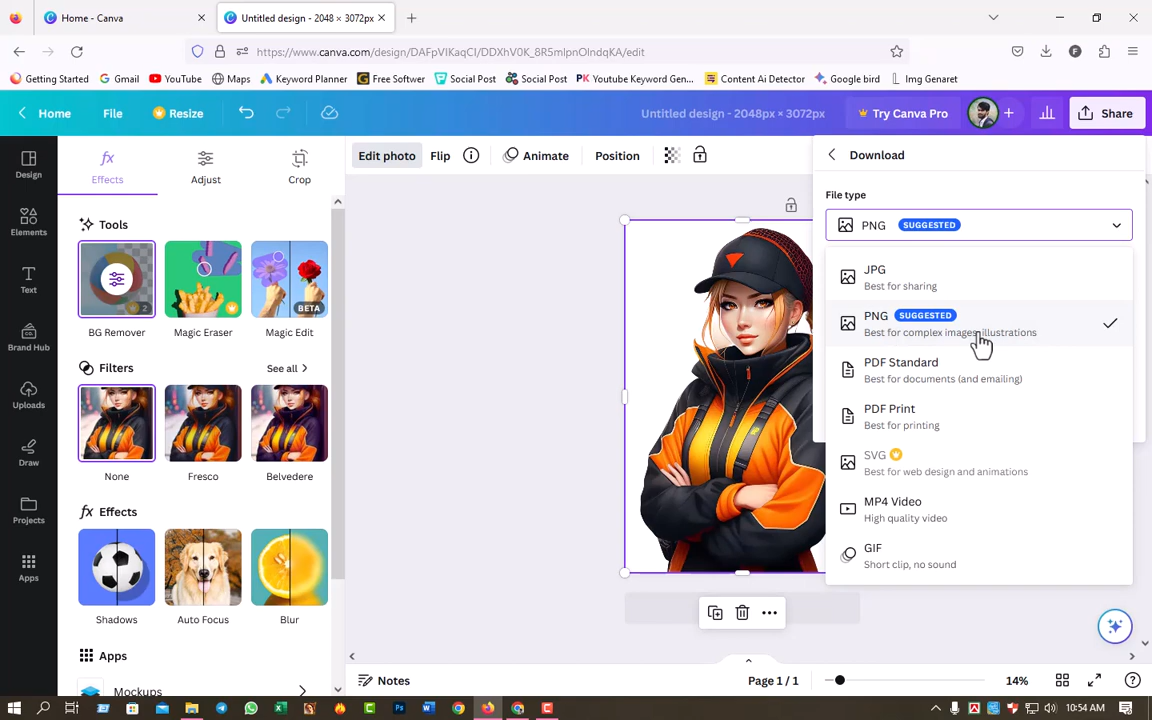 Home - Canva
Untitled design - 2048 × 3072px
https://www.canva.com/design/DAFpVIKaqCI/DDXhV0K_8R5mlpnOlndqKA/edit
Getting Started
Gmail
YouTube
Maps
Keyword Planner
Free Softwer
Social Post
Social Post
PK Youtube Keyword Gen...
Content Ai Detector
Google bird
Img Genaret
Home
File
Resize
Untitled design - 2048px × 3072px
Try Canva Pro
Share
Design
Elements
Text
Brand Hub
Uploads
Draw
Projects
Apps
fx
Effects
Adjust
Crop
Tools
2
BETA
BG Remover
Magic Eraser
Magic Edit
Filters
See all
None
Fresco
Belvedere
fx Effects
Shadows
Auto Focus
Blur
Apps
Mockups
Edit photo
Flip
Animate
Position
Download
File type
PNG SUGGESTED
JPG
Best for sharing
PNG SUGGESTED
Best for complex images, illustrations
PDF Standard
Best for documents (and emailing)
PDF Print
Best for printing
SVG
Best for web design and animations
MP4 Video
High quality video
GIF
Short clip, no sound
Notes
Page 1 / 1
14%
10:54 AM